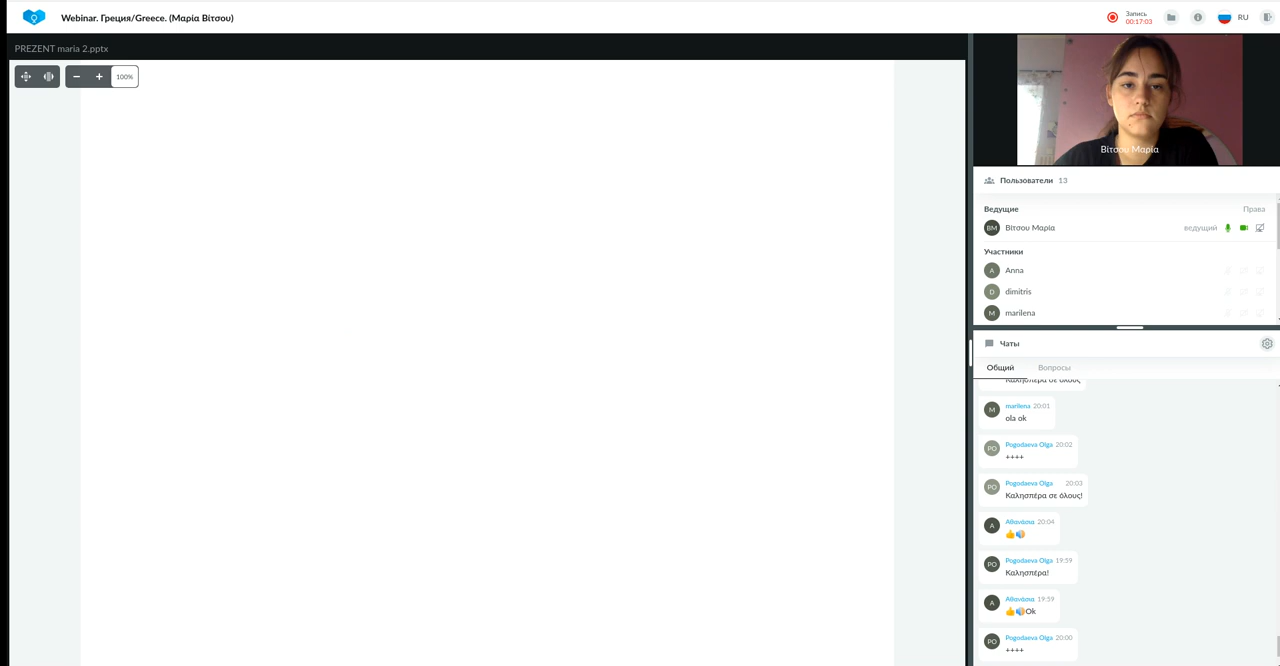 Webinar. Греция/Greece. (Μαρία Βίτσου)
Запись
00:17:03
RU
PREZENT maria 2.pptx
100%
Βίτσου Μαρία
Пользователи 13
Ведущие Права
ΒΜ Βίτσου Μαρία ведущий
Участники
A Anna
D dimitris
M marilena
Чаты
Общий Вопросы
Καλησπέρα σε όλους
M marilena 20:01
ola ok
PO Pogodaeva Olga 20:02
++++
PO Pogodaeva Olga 20:03
Καλησπέρα σε όλους!
Α Αθανάσια 20:04
👍
PO Pogodaeva Olga 19:59
Καλησπέρα!
Α Αθανάσια 19:59
👍Ok
PO Pogodaeva Olga 20:00
++++